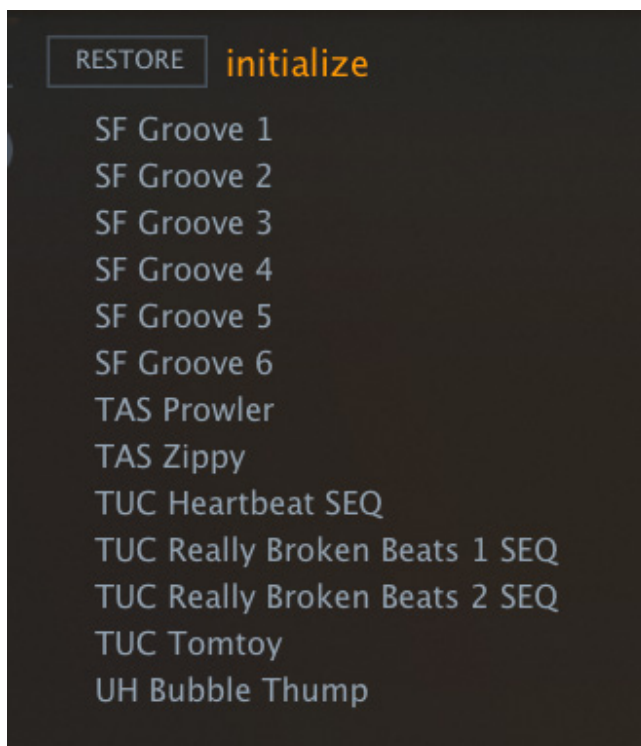 RESTORE initialize
SF Groove 1
SF Groove 2
SF Groove 3
SF Groove 4
SF Groove 5
SF Groove 6
TAS Prowler
TAS Zippy
TUC Heartbeat SEQ
TUC Really Broken Beats 1 SEQ
TUC Really Broken Beats 2 SEQ
TUC Tomtoy
UH Bubble Thump